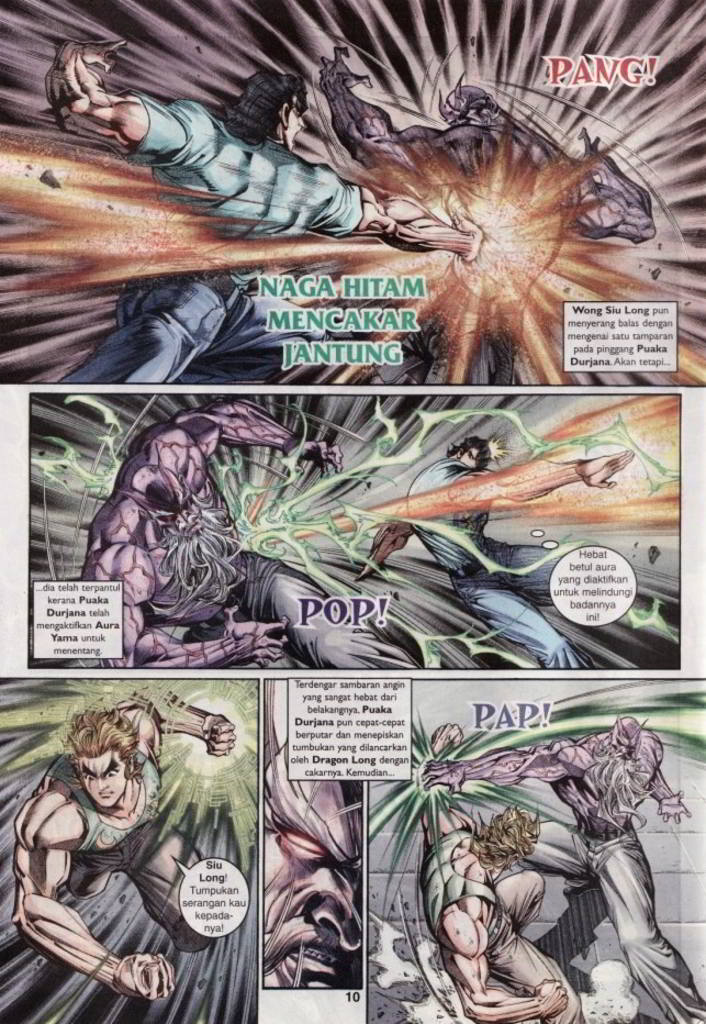 PANG!
NAGA HITAM
MENCAKAR
JANTUNG
Wong Siu Long pun
menyerang balas dengan
mengenai satu tamparan
pada pinggang Puaka
Durjana. Akan tetapi...
...dia telah terpantul
kerana Puaka
Durjana telah
mengaktifkan Aura
Yama untuk
menentang.
POP!
Hebat
betul aura
yang diaktifkan
untuk melindungi
badannya
ini!
Siu
Long!
Tumpukan
serangan kau
kepada-
nya!
Terdengar sambaran angin
yang sangat hebat dari
belakangnya. Puaka
Durjana pun cepat-cepat
berputar dan menepiskan
tumbukan yang dilancarkan
oleh Dragon Long dengan
cakarnya. Kemudian...
PAP!
10